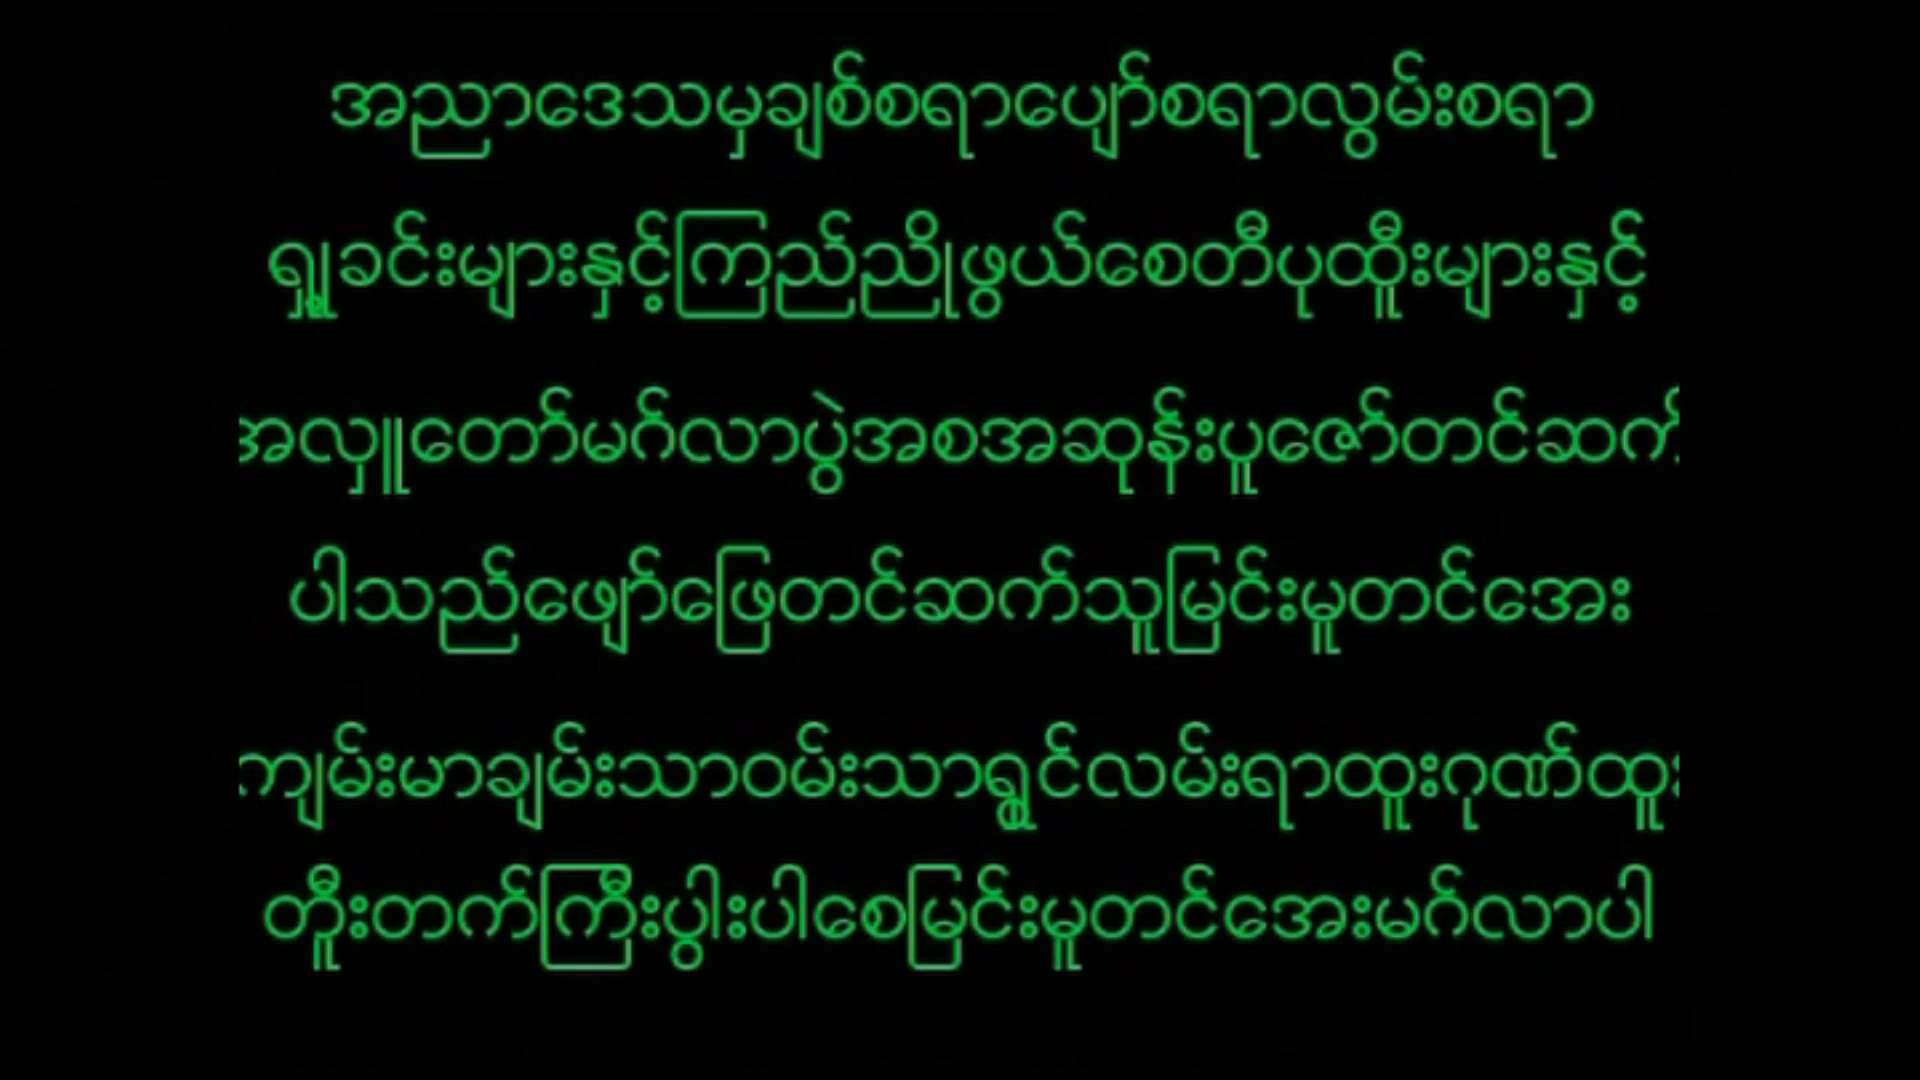 အညာဒေသမှချစ်စရာပျော်စရာလွမ်းစရာ
ရှူ့ခင်းများနှင့်ကြည်ညိုဖွယ်စေတီပုထိူးများနှင့်
အလှူတော်မင်္ဂလာပွဲအစအဆုန်းပူဇော်တင်ဆက်
ပါသည်ဖျော်ဖြေတင်ဆက်သူမြင်းမူတင်အေး
ကျမ်းမာချမ်းသာဝမ်းသာရွှင်လမ်းရာထူးဂုဏ်ထူး
တိူးတက်ကြီးပွါးပါစေမြင်းမူတင်အေးမင်္ဂလာပါ